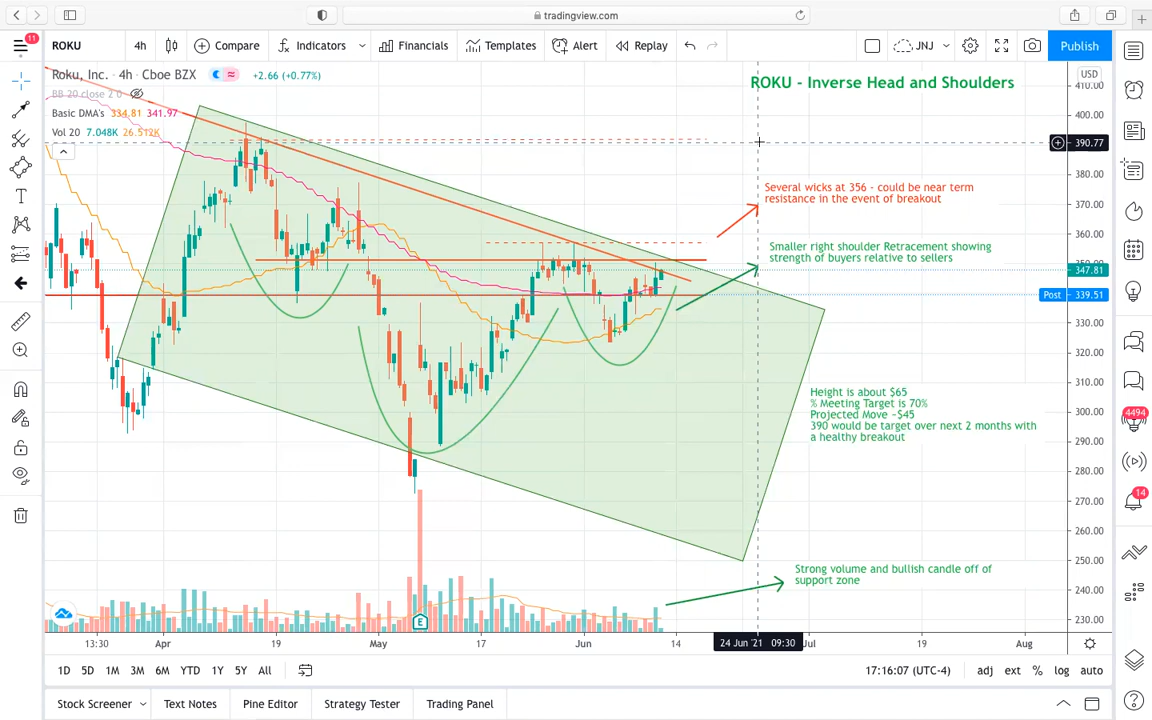 tradingview.com
11
ROKU
4h
Compare
Indicators
Financials
Templates
Alert
Replay
JNJ
Publish
Roku, Inc. · 4h · Cboe BZX
+2.66 (+0.77%)
BB 20 close 2 0
Basic DMA's 334.81 341.97
Vol 20 7.048K 26.512K
ROKU - Inverse Head and Shoulders
Several wicks at 356 - could be near term
resistance in the event of breakout
Smaller right shoulder Retracement showing
strength of buyers relative to sellers
Height is about $65
% Meeting Target is 70%
Projected Move ~$45
390 would be target over next 2 months with
a healthy breakout
Strong volume and bullish candle off of
support zone
E
USD
410.00
400.00
390.77
380.00
370.00
360.00
347.81
Post 339.51
330.00
320.00
310.00
300.00
290.00
280.00
270.00
260.00
250.00
240.00
230.00
4494
14
13:30
Apr
19
May
17
Jun
14
24 Jun '21 09:30
Jul
19
Aug
1D 5D 1M 3M 6M YTD 1Y 5Y All
17:16:07 (UTC-4)
adj ext % log auto
Stock Screener
Text Notes
Pine Editor
Strategy Tester
Trading Panel